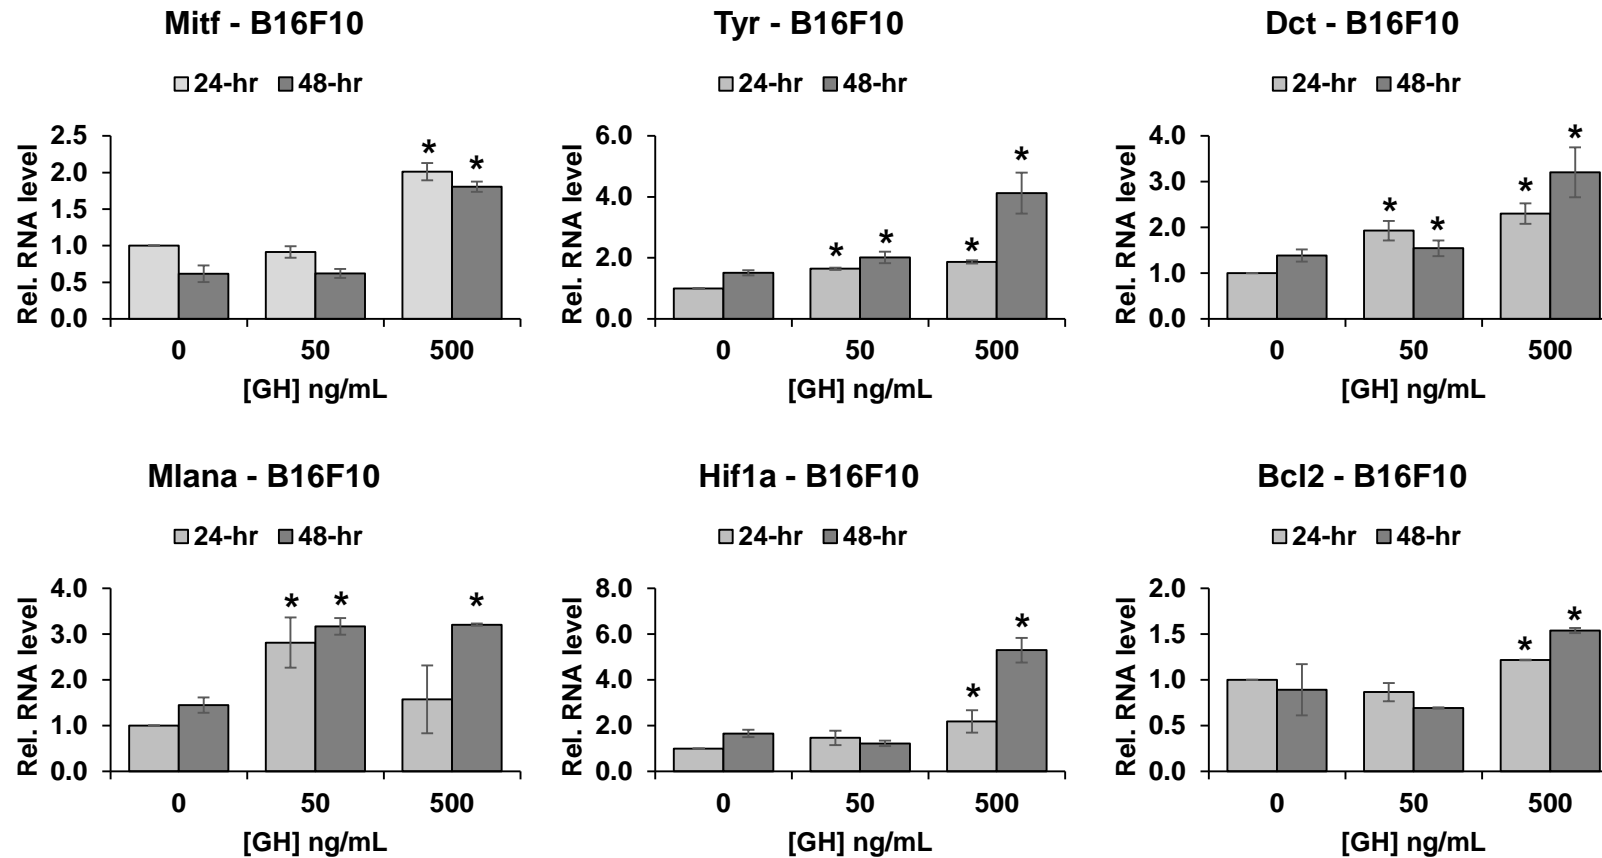 Mitf - B16F10
24-hr 48-hr
Rel. RNA level
2.5
2.0
1.5
1.0
0.5
0.0
* *
0 50 500
[GH] ng/mL
Tyr - B16F10
24-hr 48-hr
Rel. RNA level
6.0
4.0
2.0
0.0
* * * *
0 50 500
[GH] ng/mL
Dct - B16F10
24-hr 48-hr
Rel. RNA level
4.0
3.0
2.0
1.0
0.0
* * * *
0 50 500
[GH] ng/mL
Mlana - B16F10
24-hr 48-hr
Rel. RNA level
4.0
3.0
2.0
1.0
0.0
* * *
0 50 500
[GH] ng/mL
Hif1a - B16F10
24-hr 48-hr
Rel. RNA level
8.0
6.0
4.0
2.0
0.0
* *
0 50 500
[GH] ng/mL
Bcl2 - B16F10
24-hr 48-hr
Rel. RNA level
2.0
1.5
1.0
0.5
0.0
* *
0 50 500
[GH] ng/mL